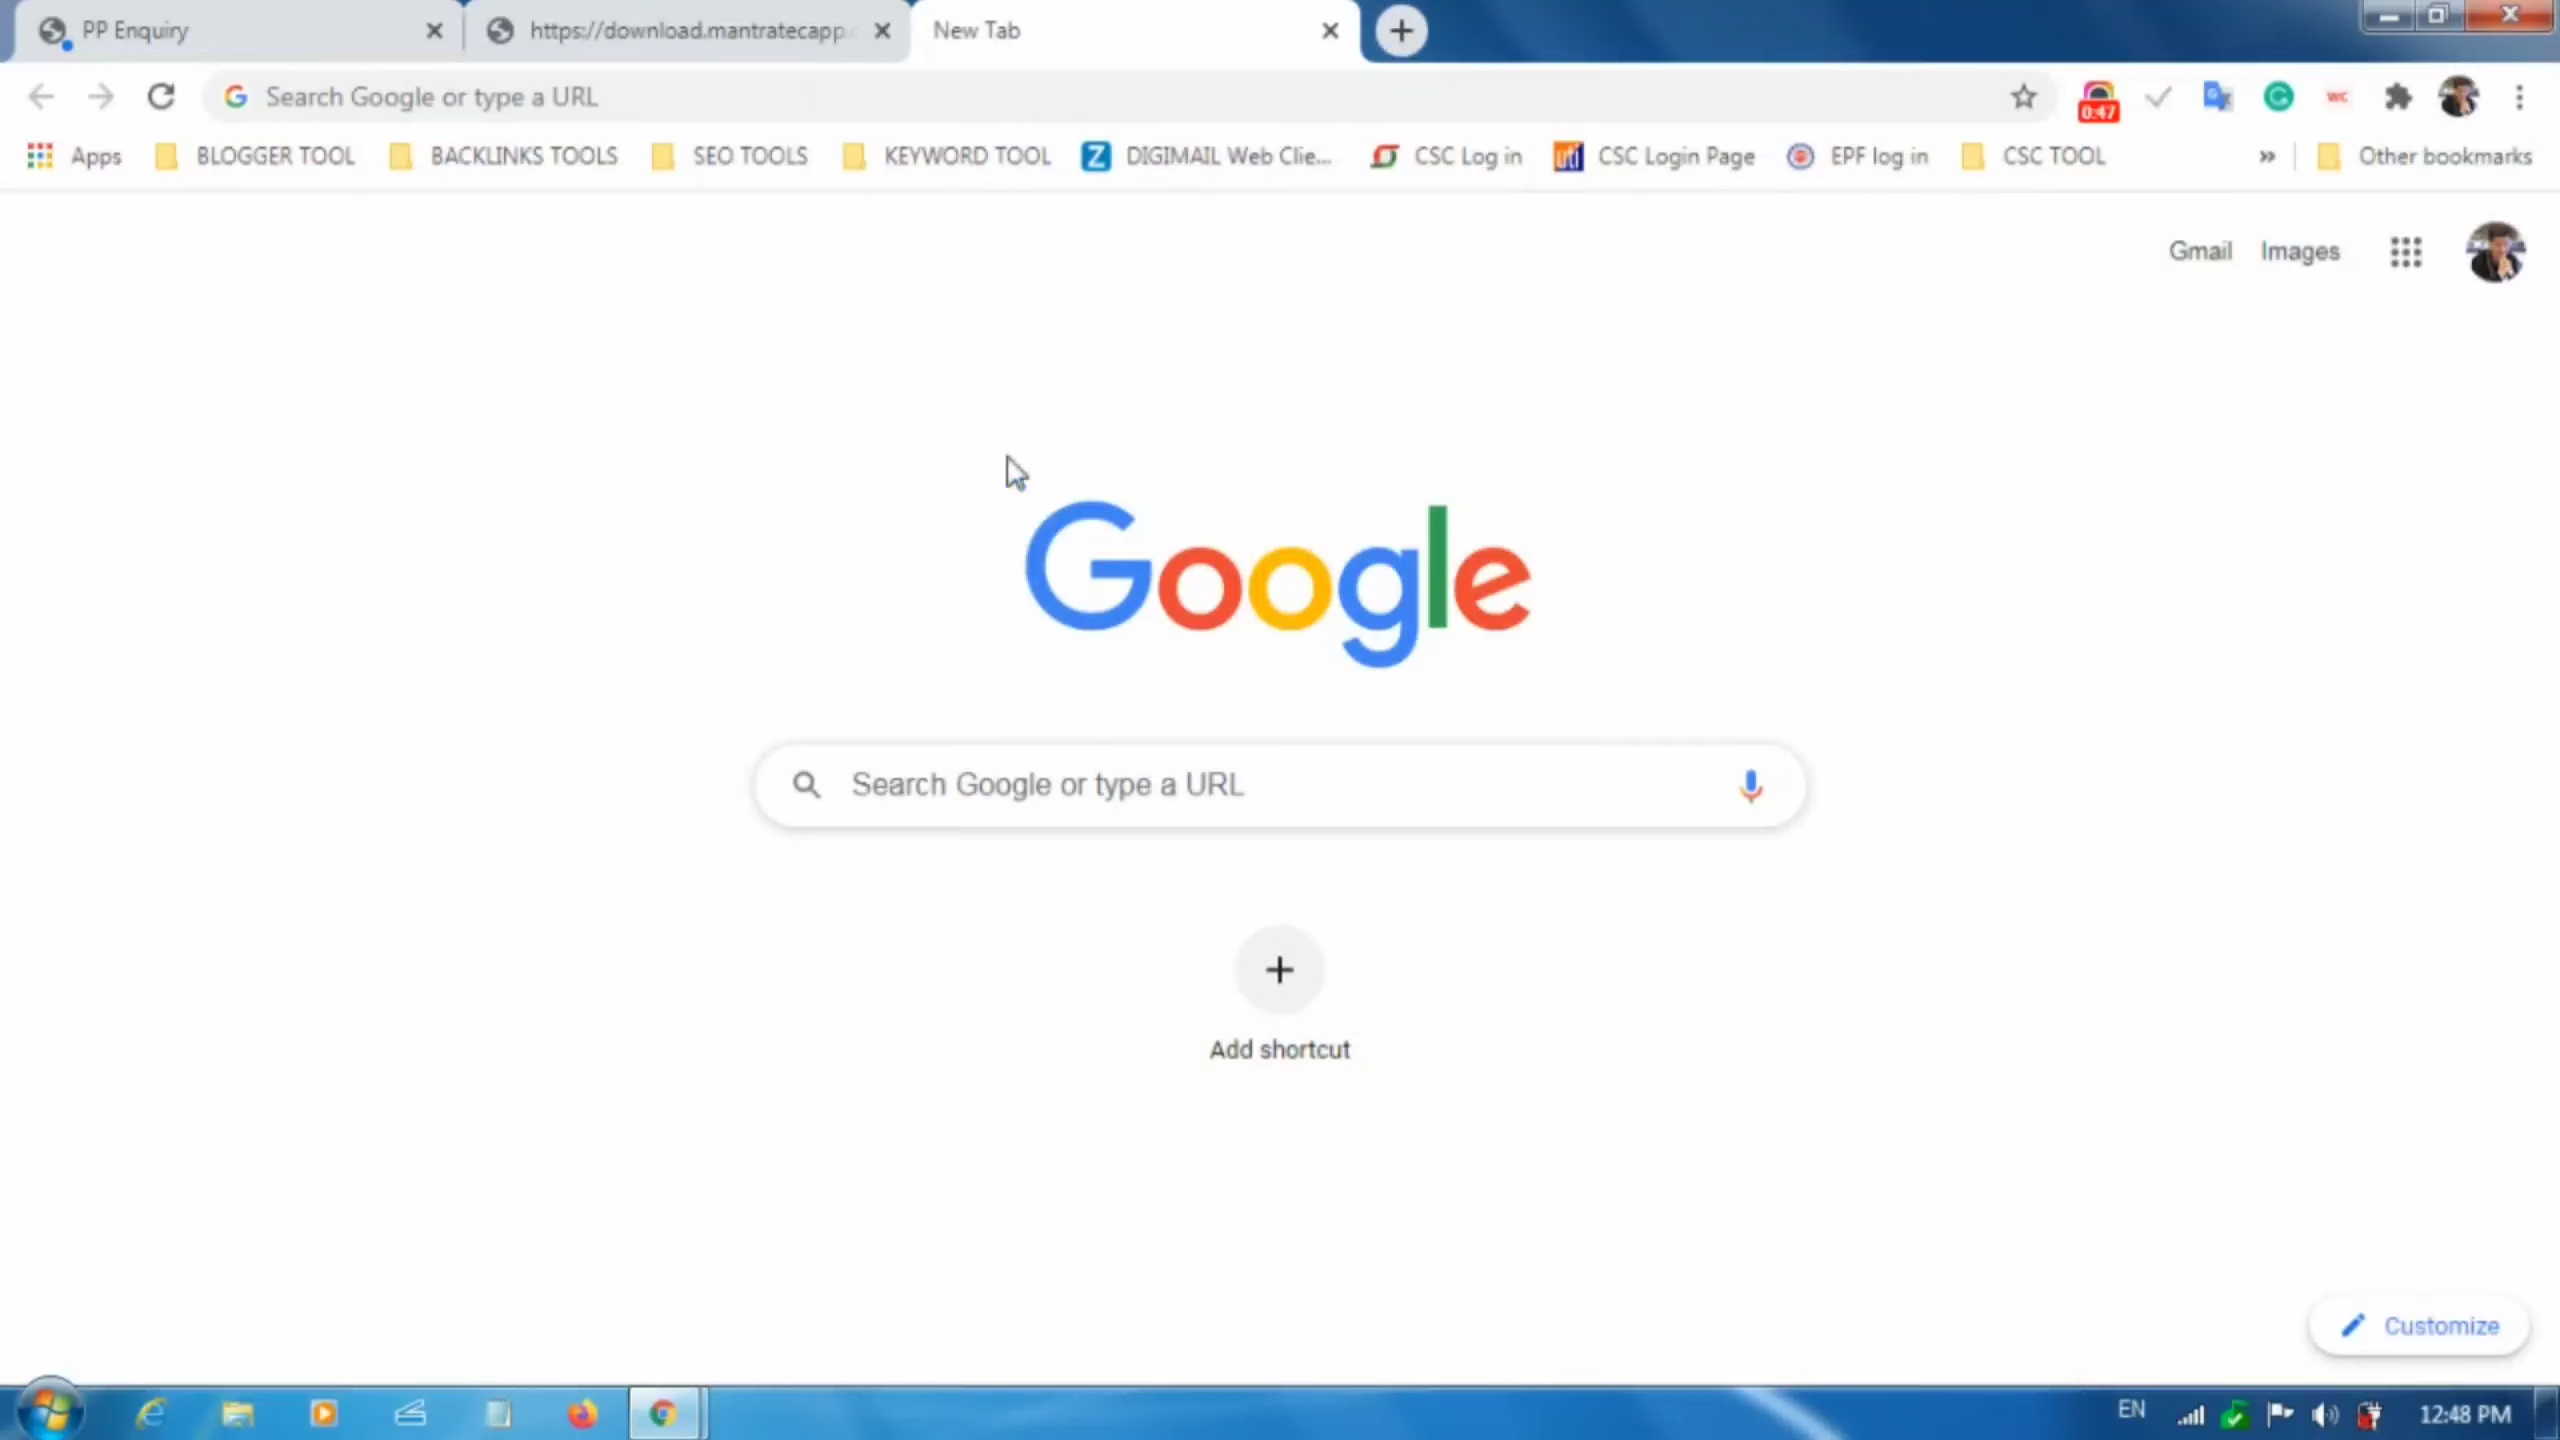 PP Enquiry
https://download.mantratecapp.
New Tab
Search Google or type a URL
0:47
WC
Apps
BLOGGER TOOL
BACKLINKS TOOLS
SEO TOOLS
KEYWORD TOOL
Z
DIGIMAIL Web Clie...
CSC Log in
uti
CSC Login Page
EPF log in
CSC TOOL
»
Other bookmarks
Gmail
Images
Google
Search Google or type a URL
Add shortcut
Customize
EN
12:48 PM